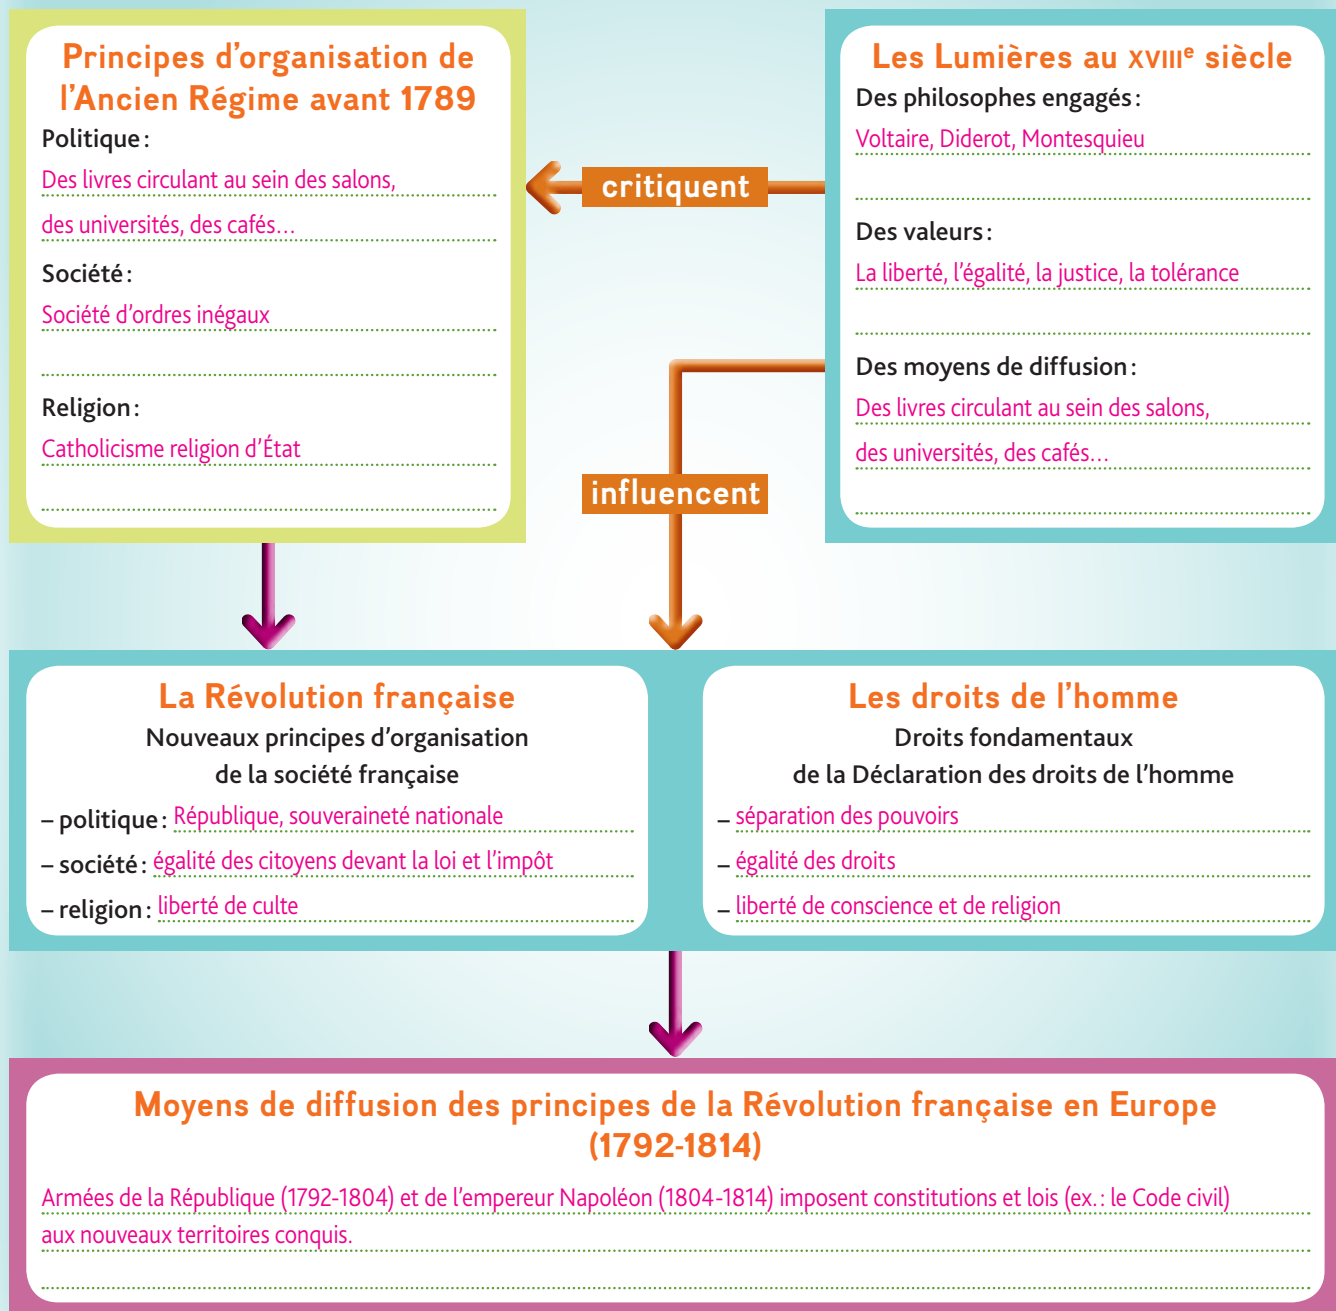 Principes d'organisation de
l'Ancien Régime avant 1789
Politique :
Des livres circulant au sein des salons,
des universités, des cafés…
Société :
Société d'ordres inégaux
Religion :
Catholicisme religion d'État
critiquent
Les Lumières au XVIIIe siècle
Des philosophes engagés :
Voltaire, Diderot, Montesquieu
Des valeurs :
La liberté, l'égalité, la justice, la tolérance
Des moyens de diffusion :
Des livres circulant au sein des salons,
des universités, des cafés…
influencent
La Révolution française
Nouveaux principes d'organisation
de la société française
– politique : République, souveraineté nationale
– société : égalité des citoyens devant la loi et l'impôt
– religion : liberté de culte
Les droits de l'homme
Droits fondamentaux
de la Déclaration des droits de l'homme
– séparation des pouvoirs
– égalité des droits
– liberté de conscience et de religion
Moyens de diffusion des principes de la Révolution française en Europe
(1792-1814)
Armées de la République (1792-1804) et de l'empereur Napoléon (1804-1814) imposent constitutions et lois (ex. : le Code civil)
aux nouveaux territoires conquis.